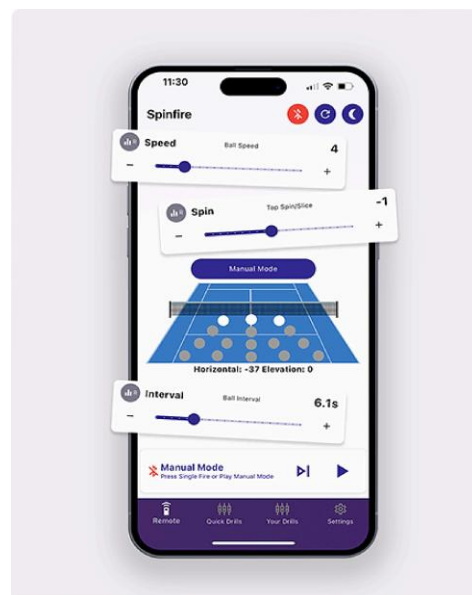 11:30
Spinfire
Speed
Ball Speed
4
-
+
Spin
Top Spin/Slice
-1
-
+
Manual Mode
Horizontal: -37 Elevation: 0
Interval
Ball Interval
6.1s
-
+
Manual Mode
Press Single Fire or Play Manual Mode
Remote
Quick Drills
Your Drills
Settings